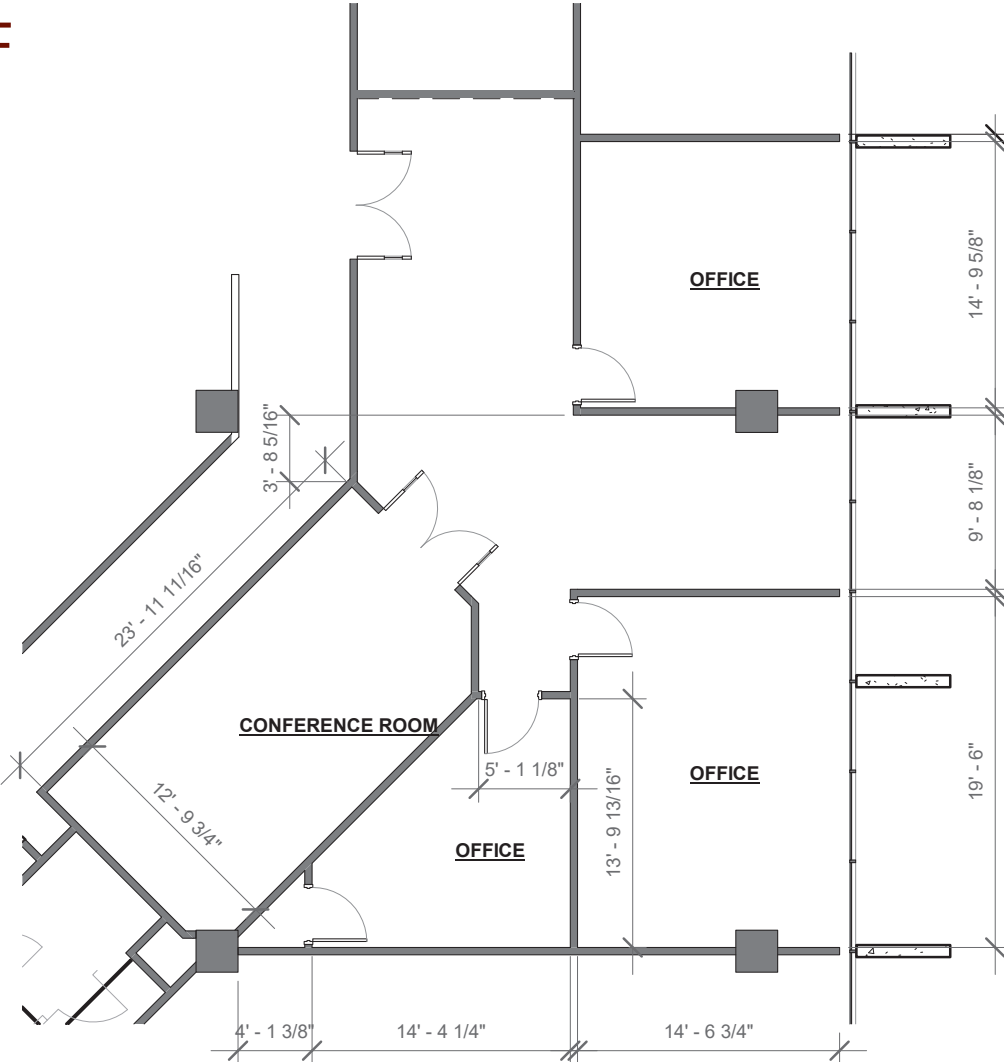 OFFICE
14' - 9 5/8"
3' - 8 5/16"
9' - 8 1/8"
23' - 11 11/16"
CONFERENCE ROOM
5' - 1 1/8"
OFFICE
19' - 6"
12' - 9 3/4"
13' - 9 13/16"
OFFICE
4' - 1 3/8"
14' - 4 1/4"
14' - 6 3/4"